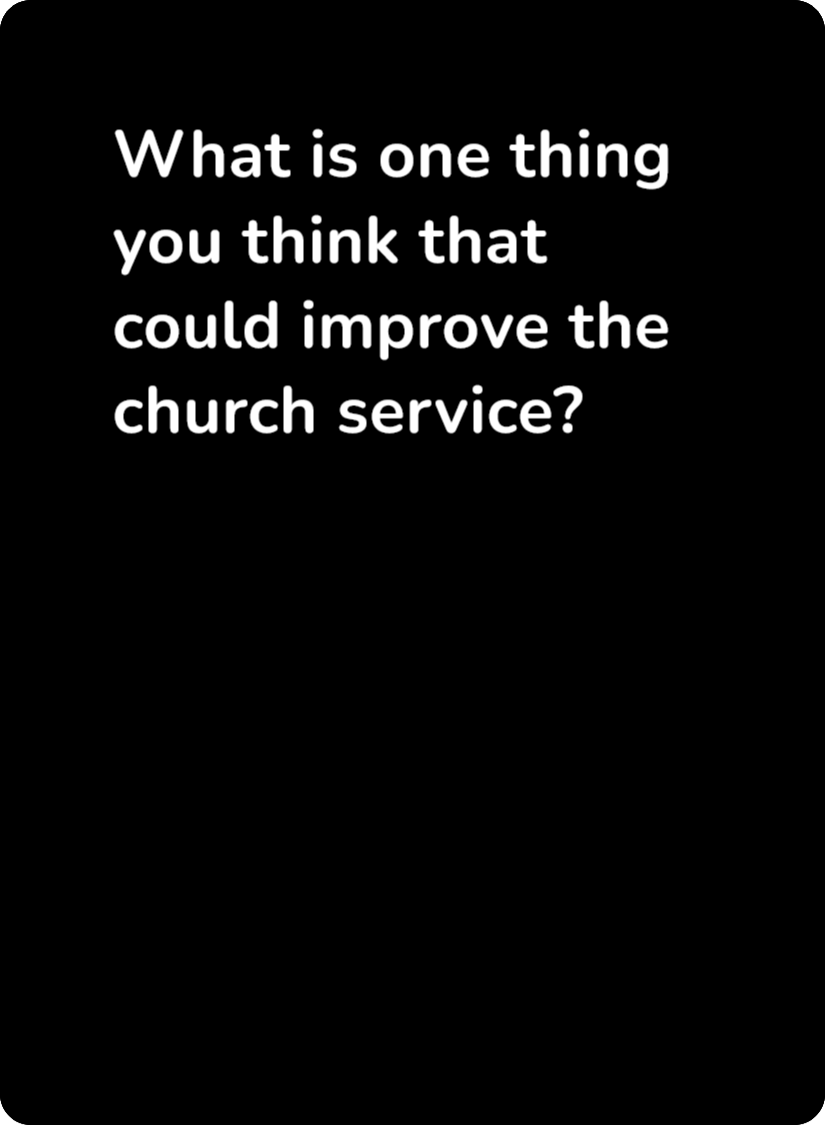 What is one thing
you think that
could improve the
church service?